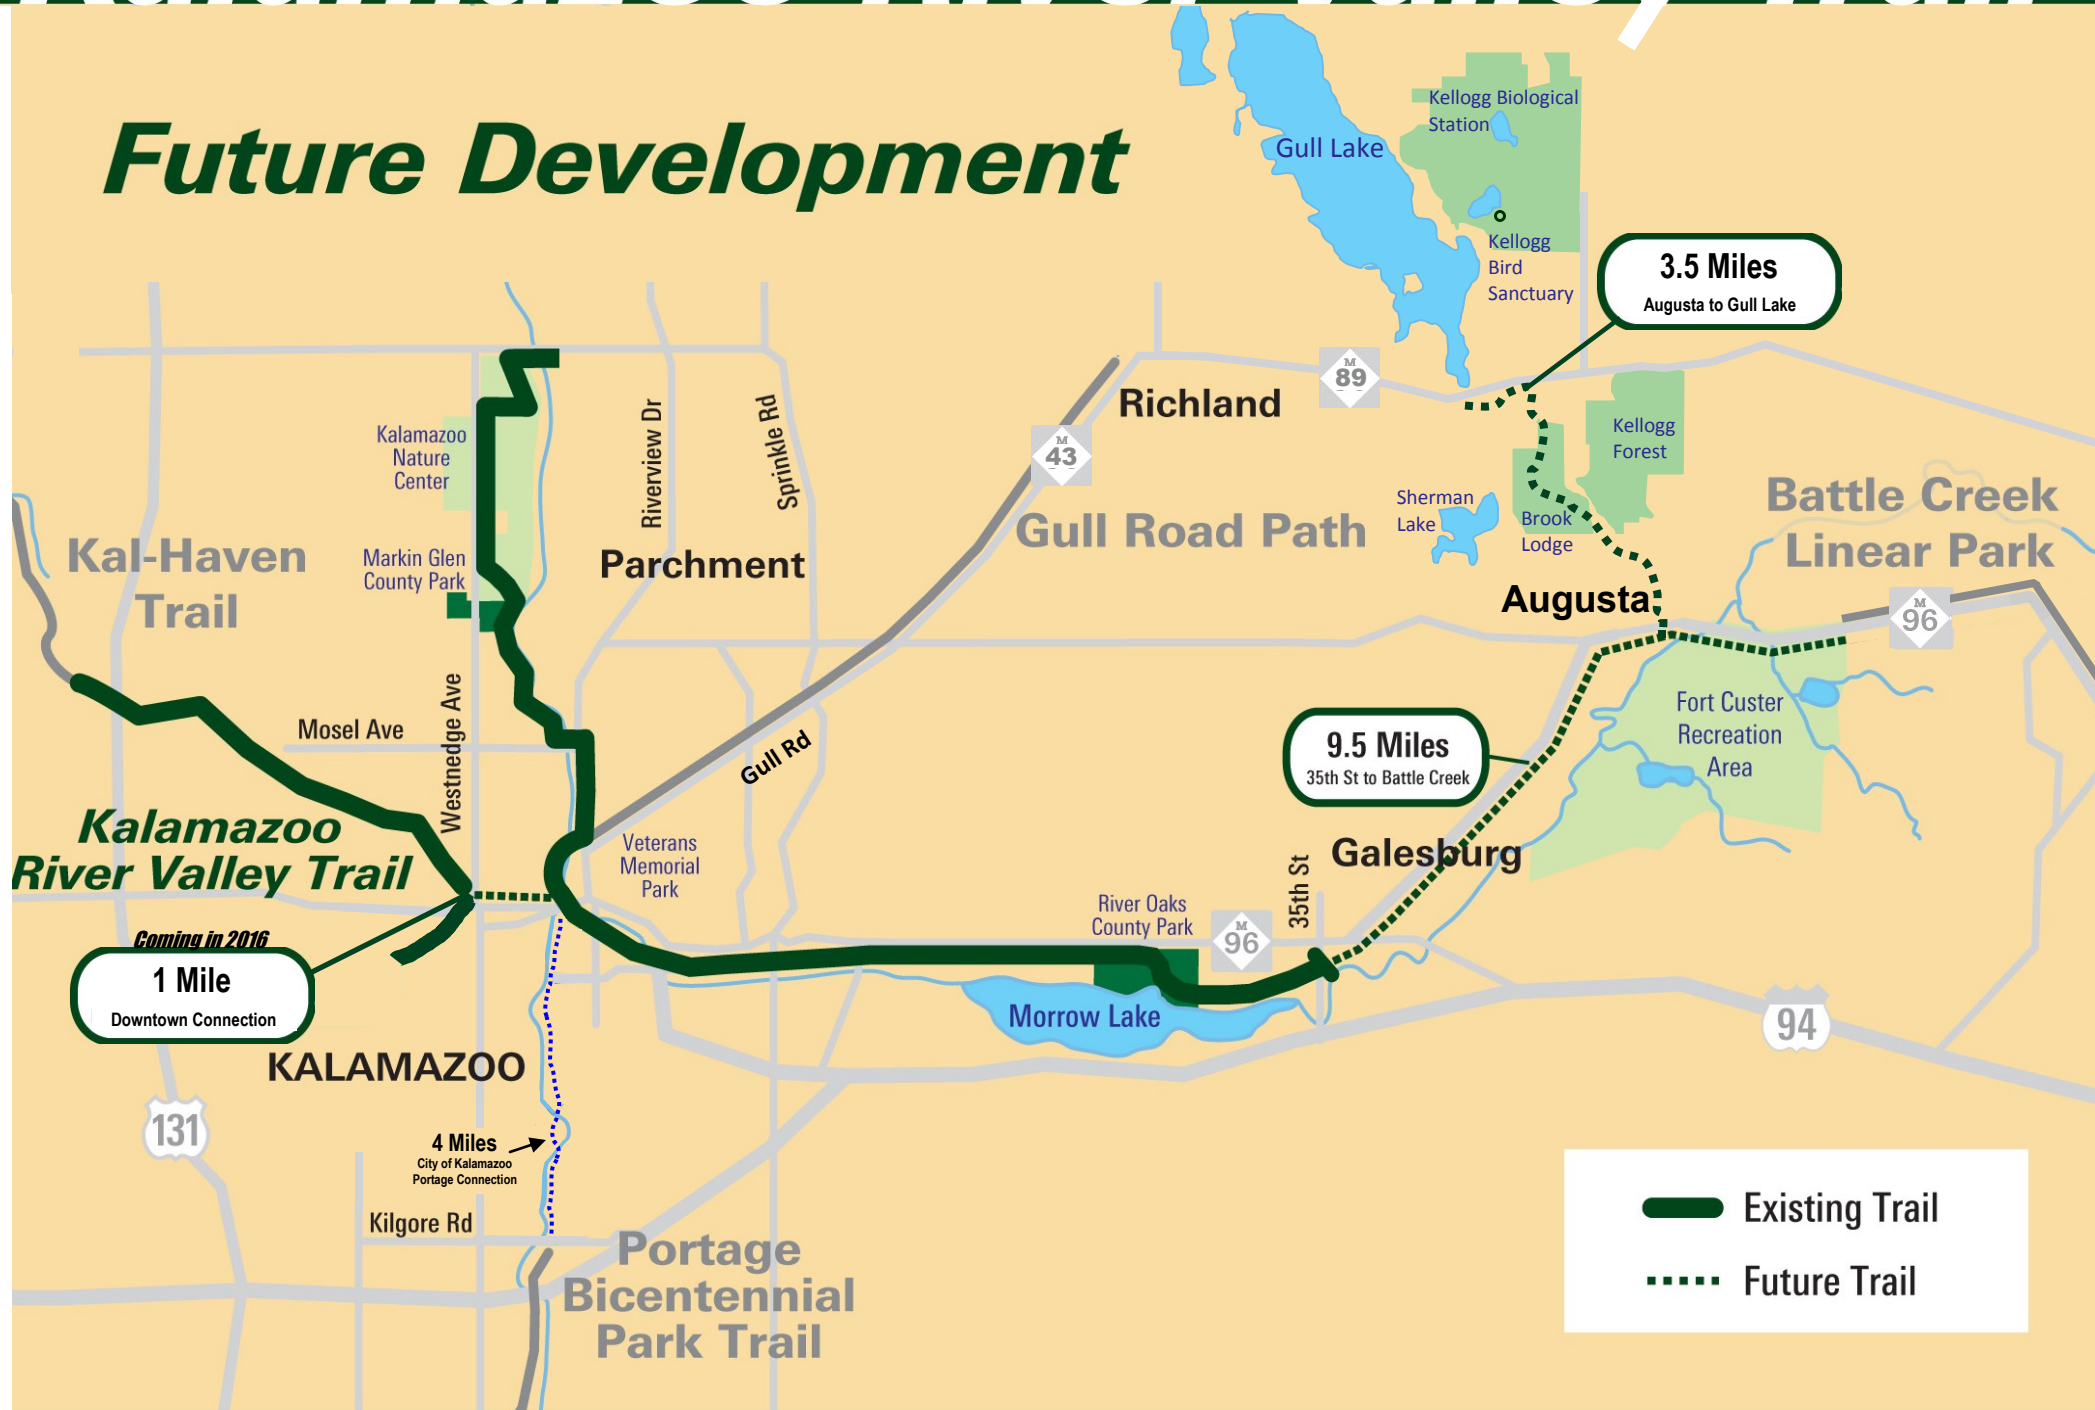 Kalamazoo River Valley Trail
Future Development
Kellogg Biological
Station
Gull Lake
Kellogg
Bird
Sanctuary
3.5 Miles
Augusta to Gull Lake
M
89
Richland
M
43
Kalamazoo
Nature
Center
Riverview Dr
Sprinkle Rd
Kellogg
Forest
Sherman
Lake
Brook
Lodge
Battle Creek
Linear Park
Gull Road Path
Kal-Haven
Trail
Markin Glen
County Park
Parchment
Augusta
M
96
Westnedge Ave
Mosel Ave
Gull Rd
Fort Custer
Recreation
Area
9.5 Miles
35th St to Battle Creek
Kalamazoo
River Valley Trail
Veterans
Memorial
Park
Galesburg
35th St
River Oaks
County Park
M
96
Coming in 2016
1 Mile
Downtown Connection
Morrow Lake
94
KALAMAZOO
131
4 Miles
City of Kalamazoo
Portage Connection
Kilgore Rd
Portage
Bicentennial
Park Trail
Existing Trail
Future Trail